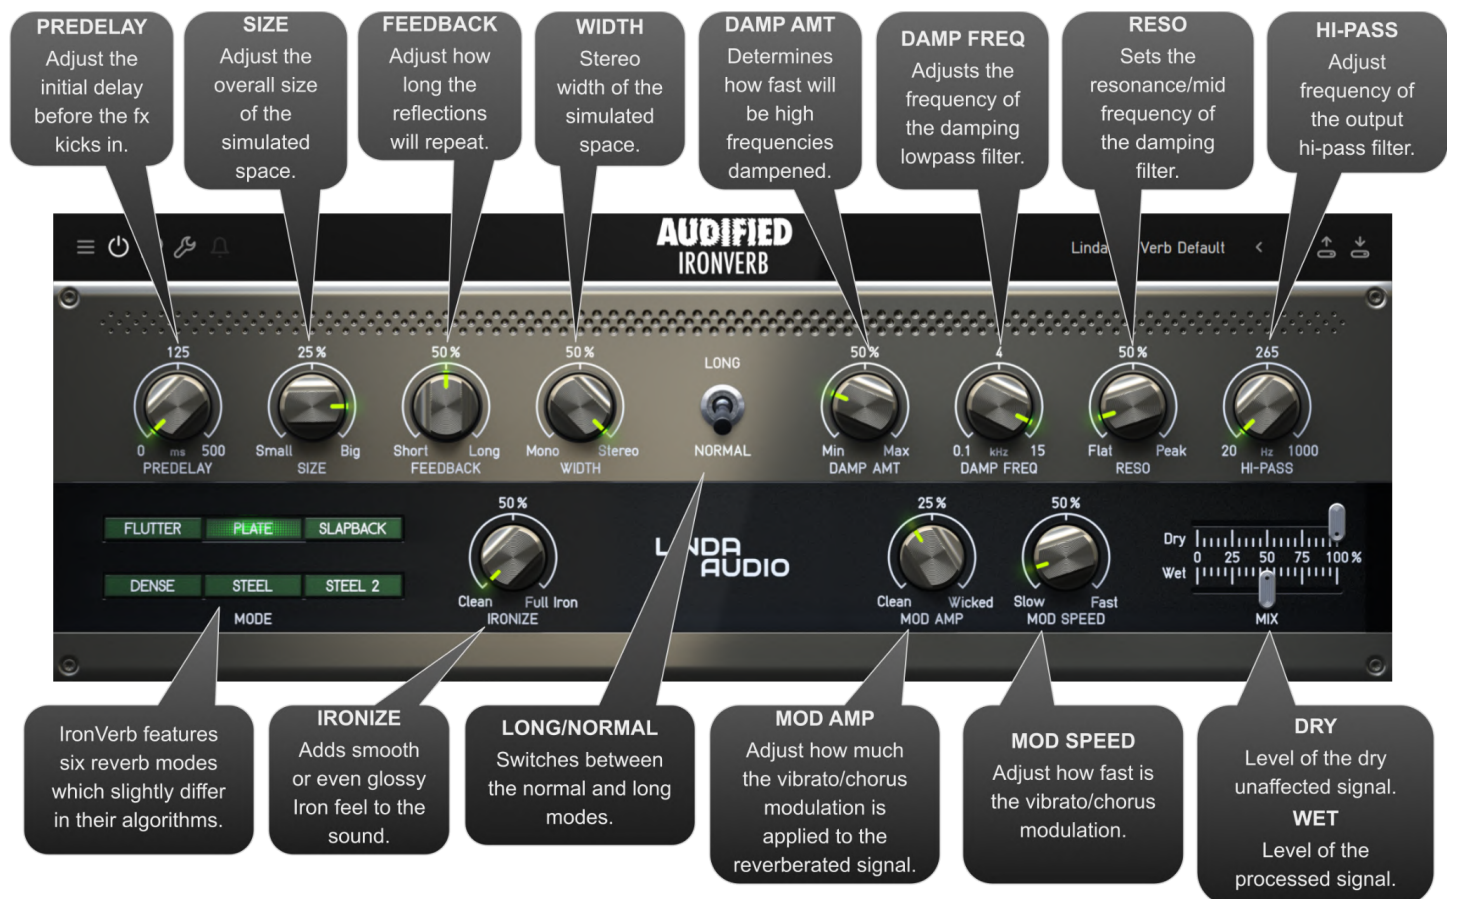 PREDELAY
Adjust the
initial delay
before the fx
kicks in.
SIZE
Adjust the
overall size
of the
simulated
space.
FEEDBACK
Adjust how
long the
reflections
will repeat.
WIDTH
Stereo
width of the
simulated
space.
DAMP AMT
Determines
how fast will
be high
frequencies
dampened.
DAMP FREQ
Adjusts the
frequency of
the damping
lowpass filter.
RESO
Sets the
resonance/mid
frequency of
the damping
filter.
HI-PASS
Adjust
frequency of
the output
hi-pass filter.
AUDIFIED
IRONVERB
Linda Verb Default
125
0 ms 500
PREDELAY
25 %
Small Big
SIZE
50 %
Short Long
FEEDBACK
50 %
Mono Stereo
WIDTH
LONG
NORMAL
50 %
Min Max
DAMP AMT
4
0.1 kHz 15
DAMP FREQ
50 %
Flat Peak
RESO
265
20 Hz 1000
HI-PASS
FLUTTER PLATE SLAPBACK
DENSE STEEL STEEL 2
MODE
50 %
Clean Full Iron
IRONIZE
LINDA
AUDIO
25 %
Clean Wicked
MOD AMP
50 %
Slow Fast
MOD SPEED
Dry
0 25 50 75 100 %
Wet
MIX
IronVerb features
six reverb modes
which slightly differ
in their algorithms.
IRONIZE
Adds smooth
or even glossy
Iron feel to the
sound.
LONG/NORMAL
Switches between
the normal and long
modes.
MOD AMP
Adjust how much
the vibrato/chorus
modulation is
applied to the
reverberated signal.
MOD SPEED
Adjust how fast is
the vibrato/chorus
modulation.
DRY
Level of the dry
unaffected signal.
WET
Level of the
processed signal.